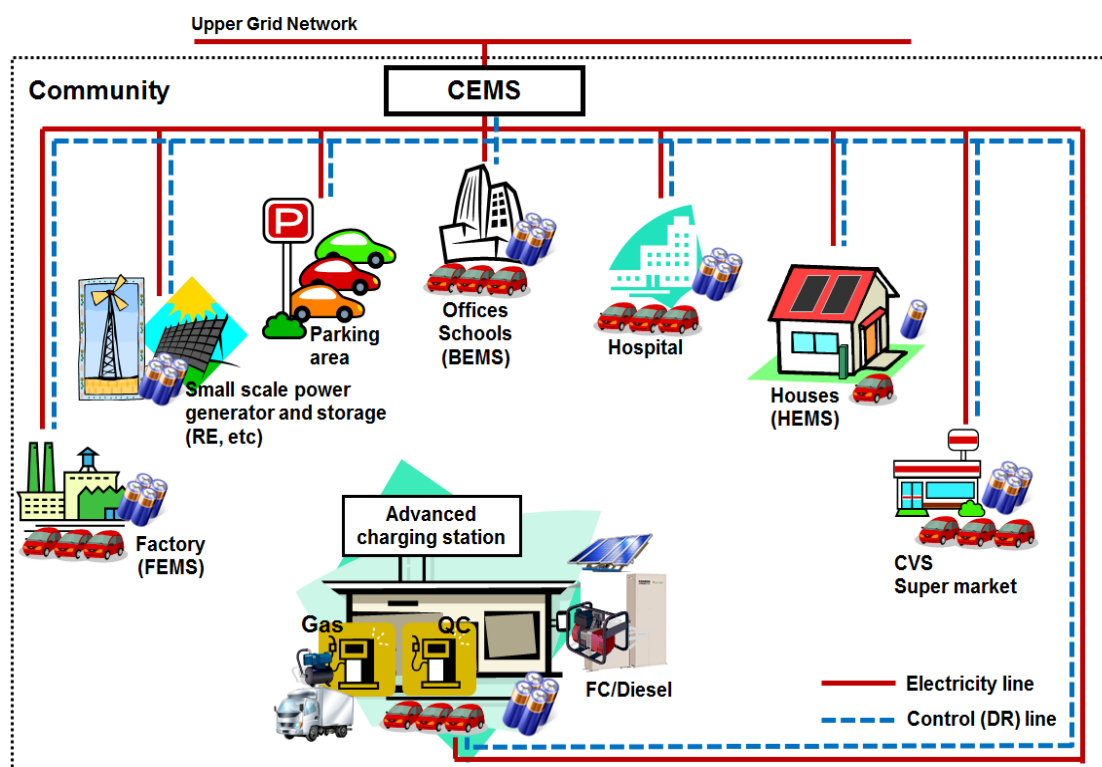 Upper Grid Network
Community
CEMS
P
Parking
area
Offices
Schools
(BEMS)
Hospital
Houses
(HEMS)
Small scale power
generator and storage
(RE, etc)
Factory
(FEMS)
Advanced
charging station
Gas
QC
FC/Diesel
CVS
Super market
Electricity line
Control (DR) line